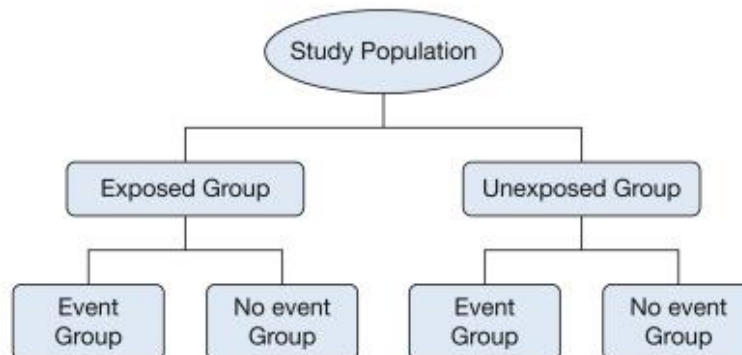 Study Population
Exposed Group
Unexposed Group
Event
Group
No event
Group
Event
Group
No event
Group